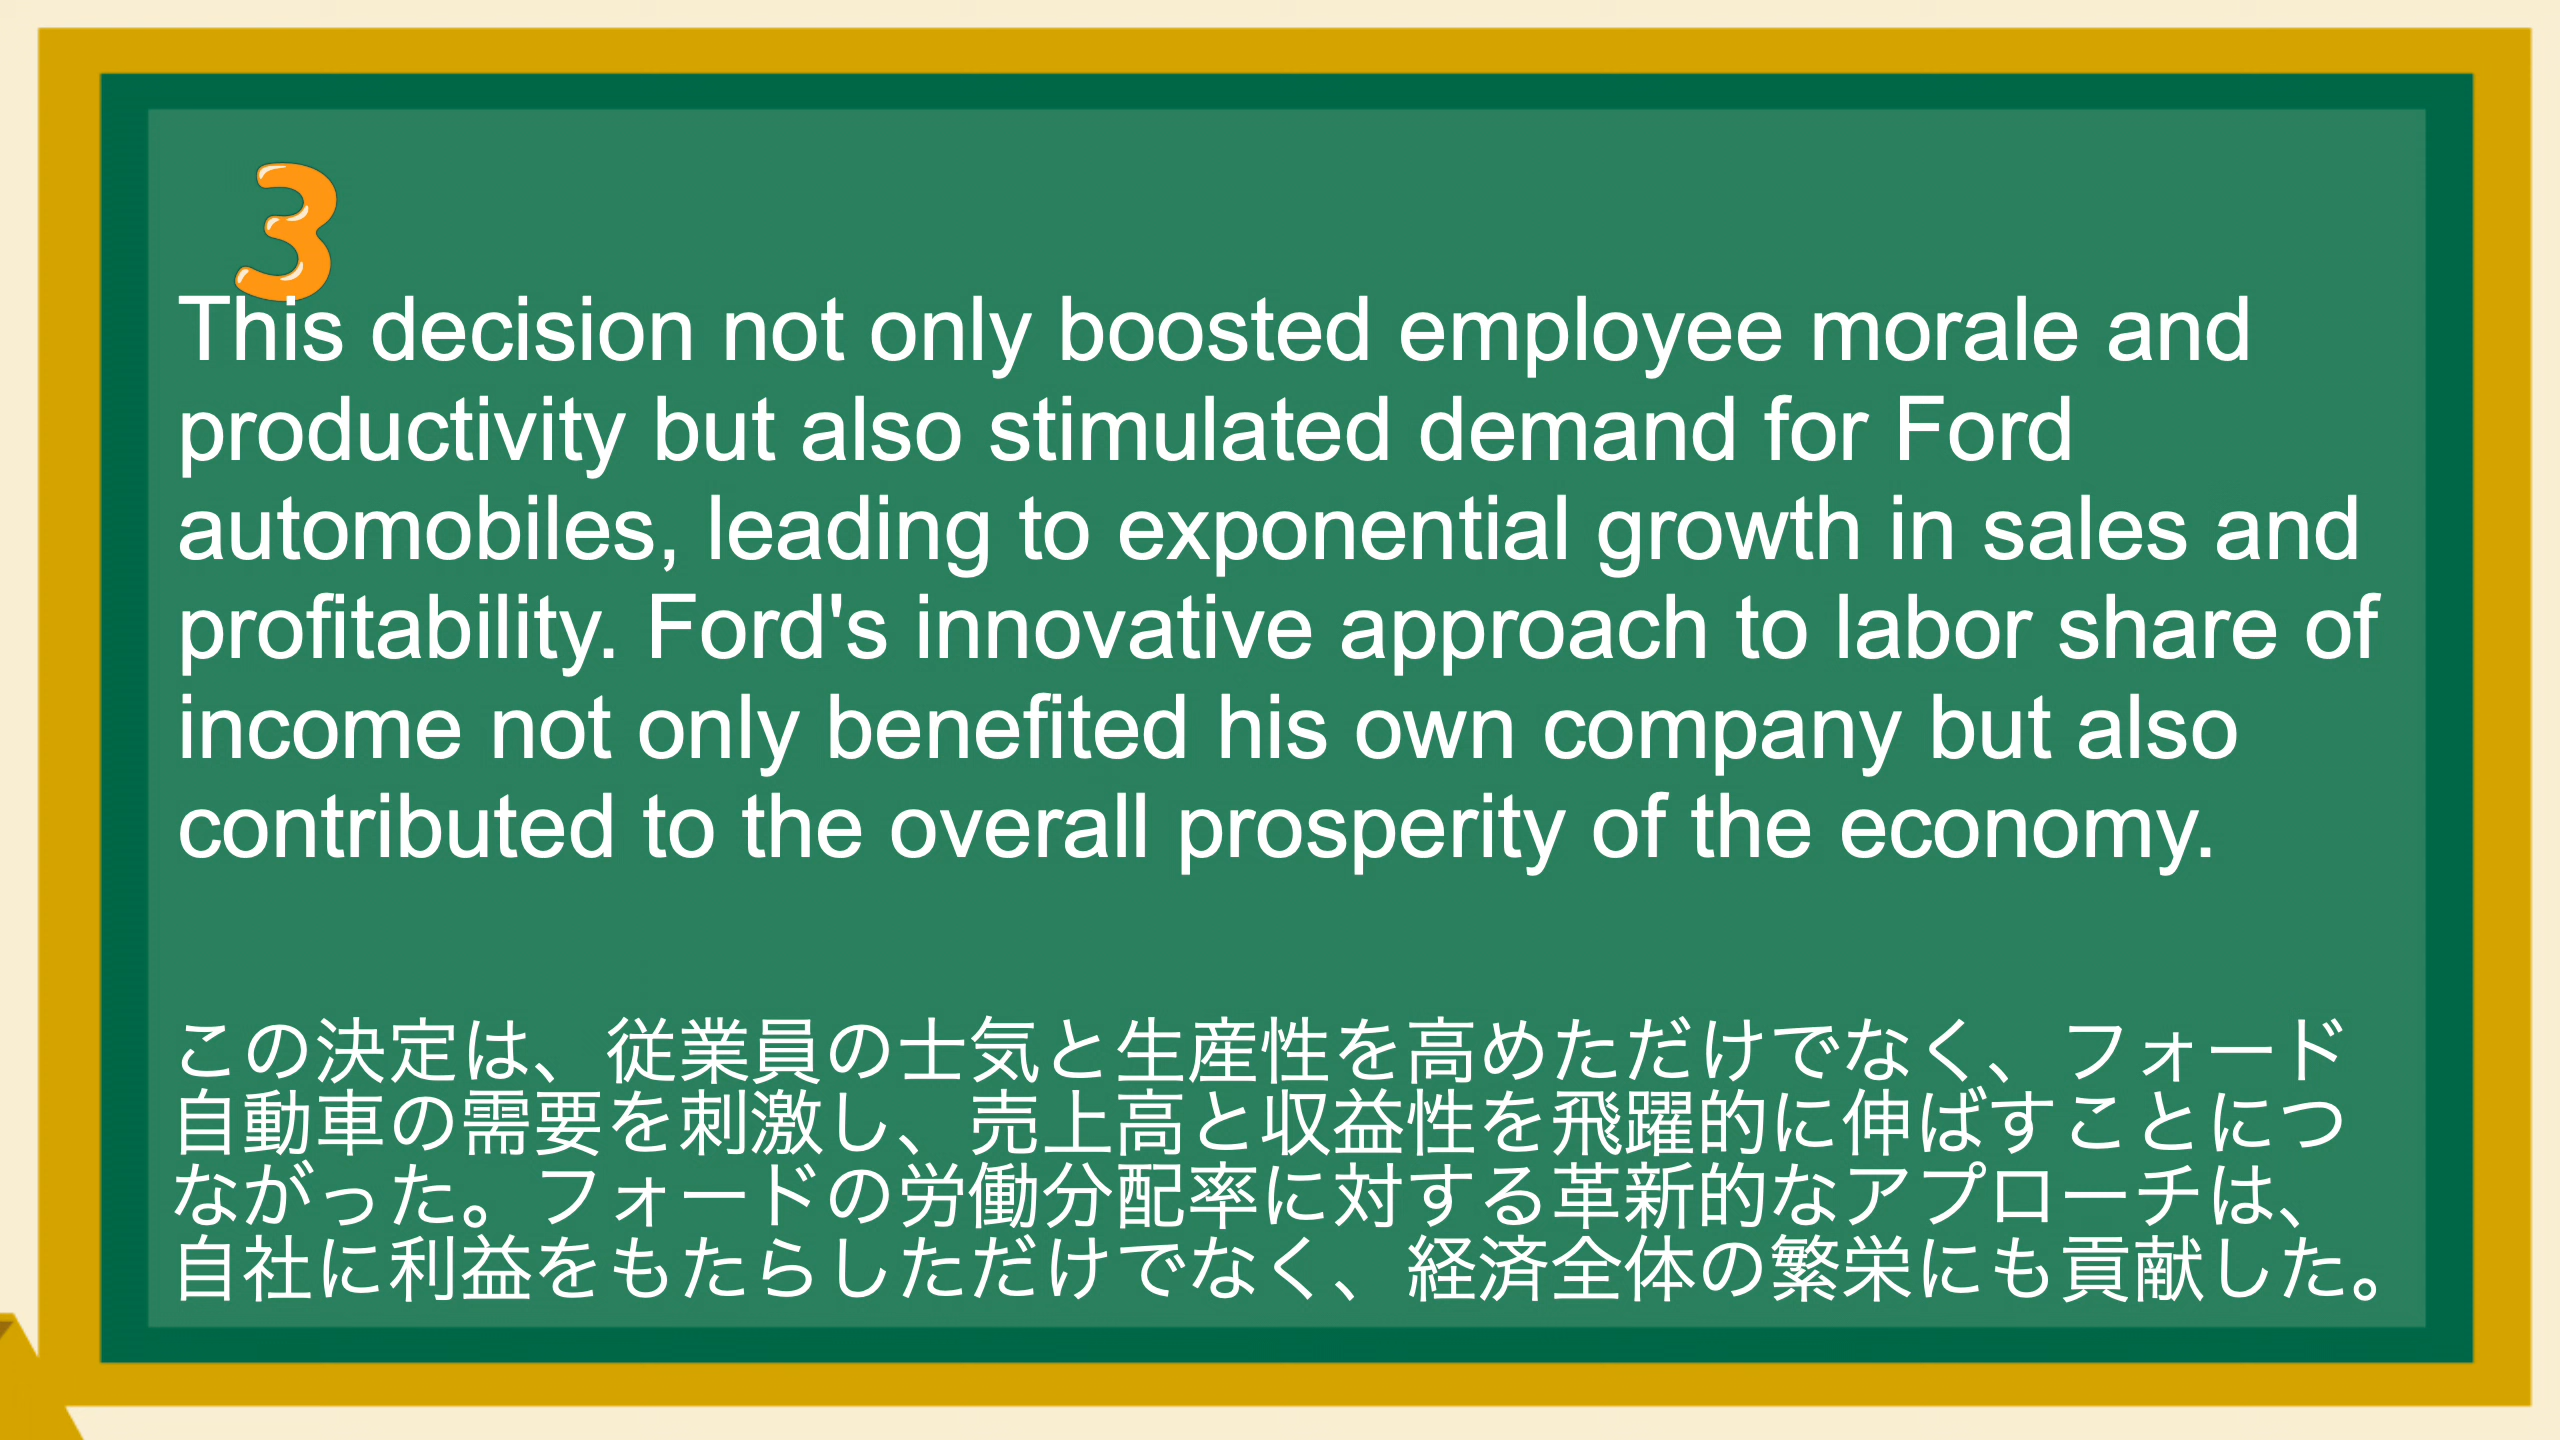 3
This decision not only boosted employee morale and
productivity but also stimulated demand for Ford
automobiles, leading to exponential growth in sales and
profitability. Ford's innovative approach to labor share of
income not only benefited his own company but also
contributed to the overall prosperity of the economy.
この決定は、従業員の士気と生産性を高めただけでなく、フォード
自動車の需要を刺激し、売上高と収益性を飛躍的に伸ばすことにつ
ながった。フォードの労働分配率に対する革新的なアプローチは、
自社に利益をもたらしただけでなく、経済全体の繁栄にも貢献した。